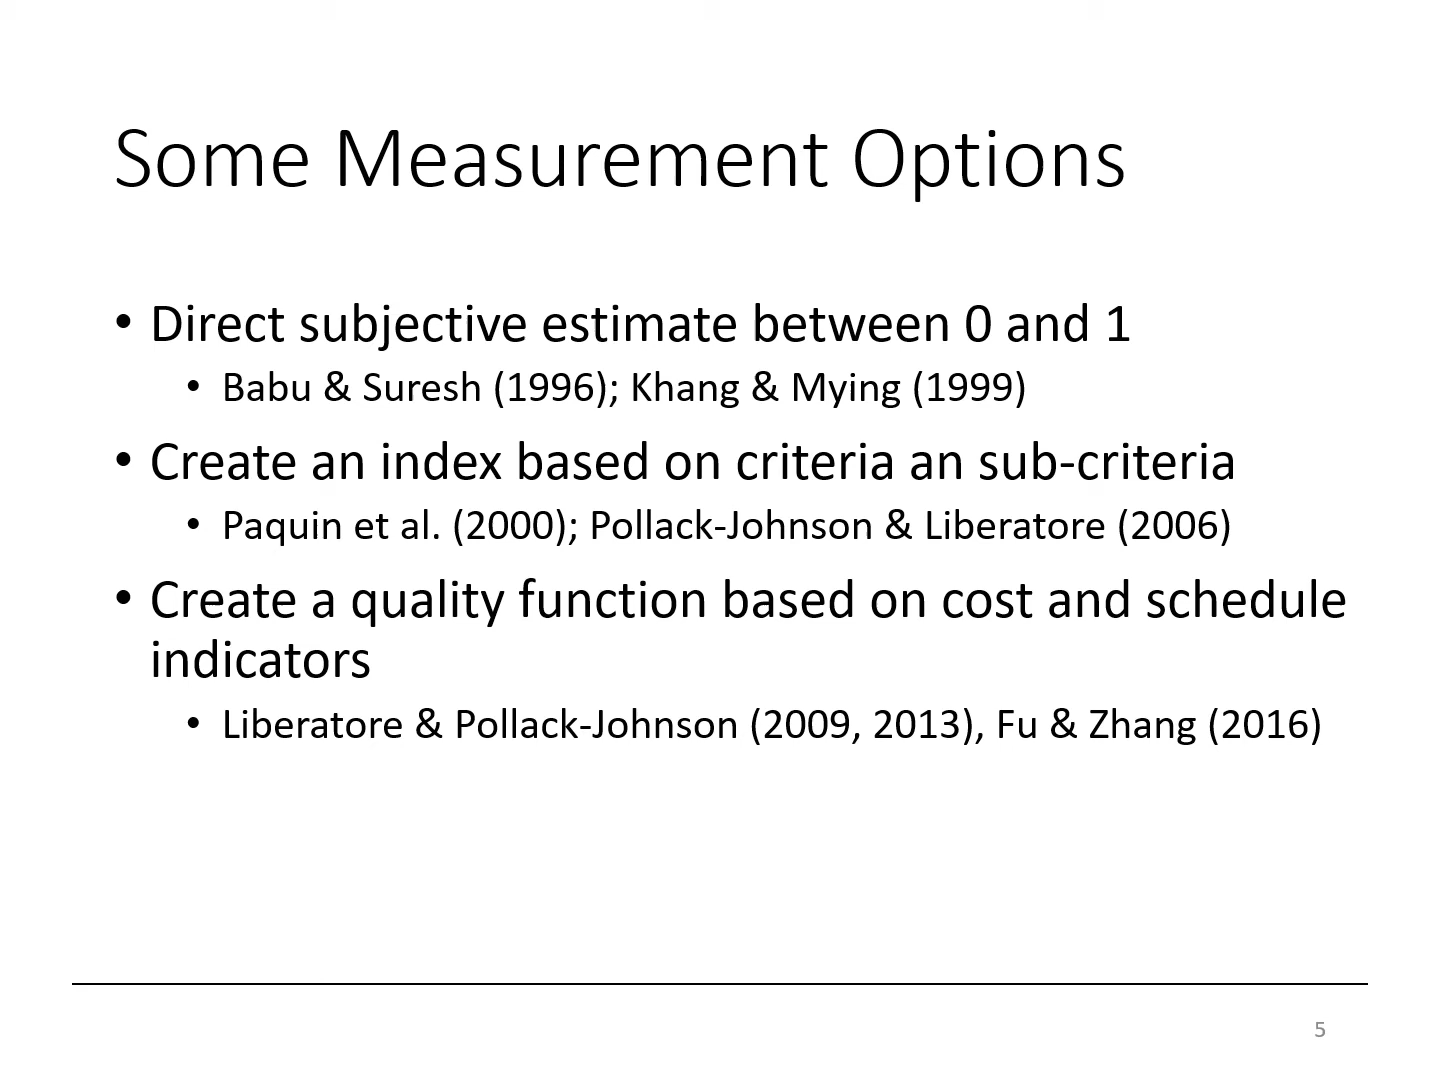 Some Measurement Options
• Direct subjective estimate between 0 and 1
• Babu & Suresh (1996); Khang & Mying (1999)
• Create an index based on criteria an sub-criteria
• Paquin et al. (2000); Pollack-Johnson & Liberatore (2006)
• Create a quality function based on cost and schedule
indicators
• Liberatore & Pollack-Johnson (2009, 2013), Fu & Zhang (2016)
5